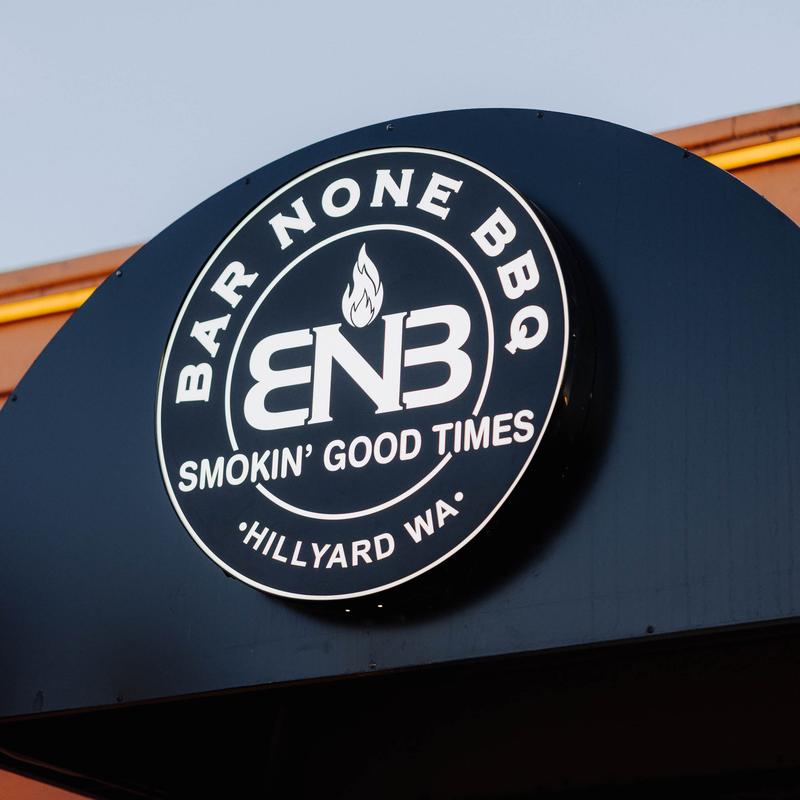 BAR NONE BBQ
BNB
SMOKIN' GOOD TIMES
•HILLYARD WA•